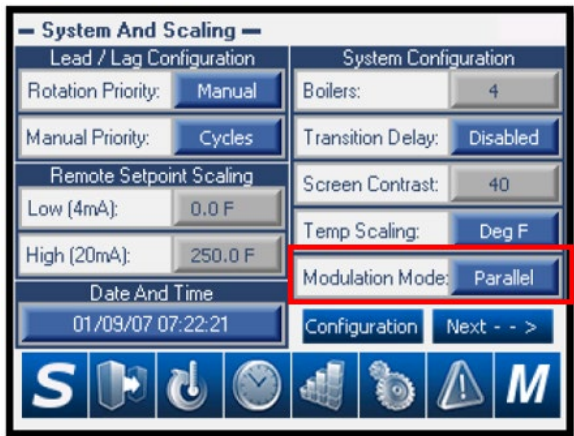 — System And Scaling —
Lead / Lag Configuration
Rotation Priority: Manual
Manual Priority: Cycles
Remote Setpoint Scaling
Low (4mA): 0.0 F
High (20mA): 250.0 F
Date And Time
01/09/07 07:22:21
System Configuration
Boilers: 4
Transition Delay: Disabled
Screen Contrast: 40
Temp Scaling: Deg F
Modulation Mode: Parallel
Configuration
Next - - >
S
M